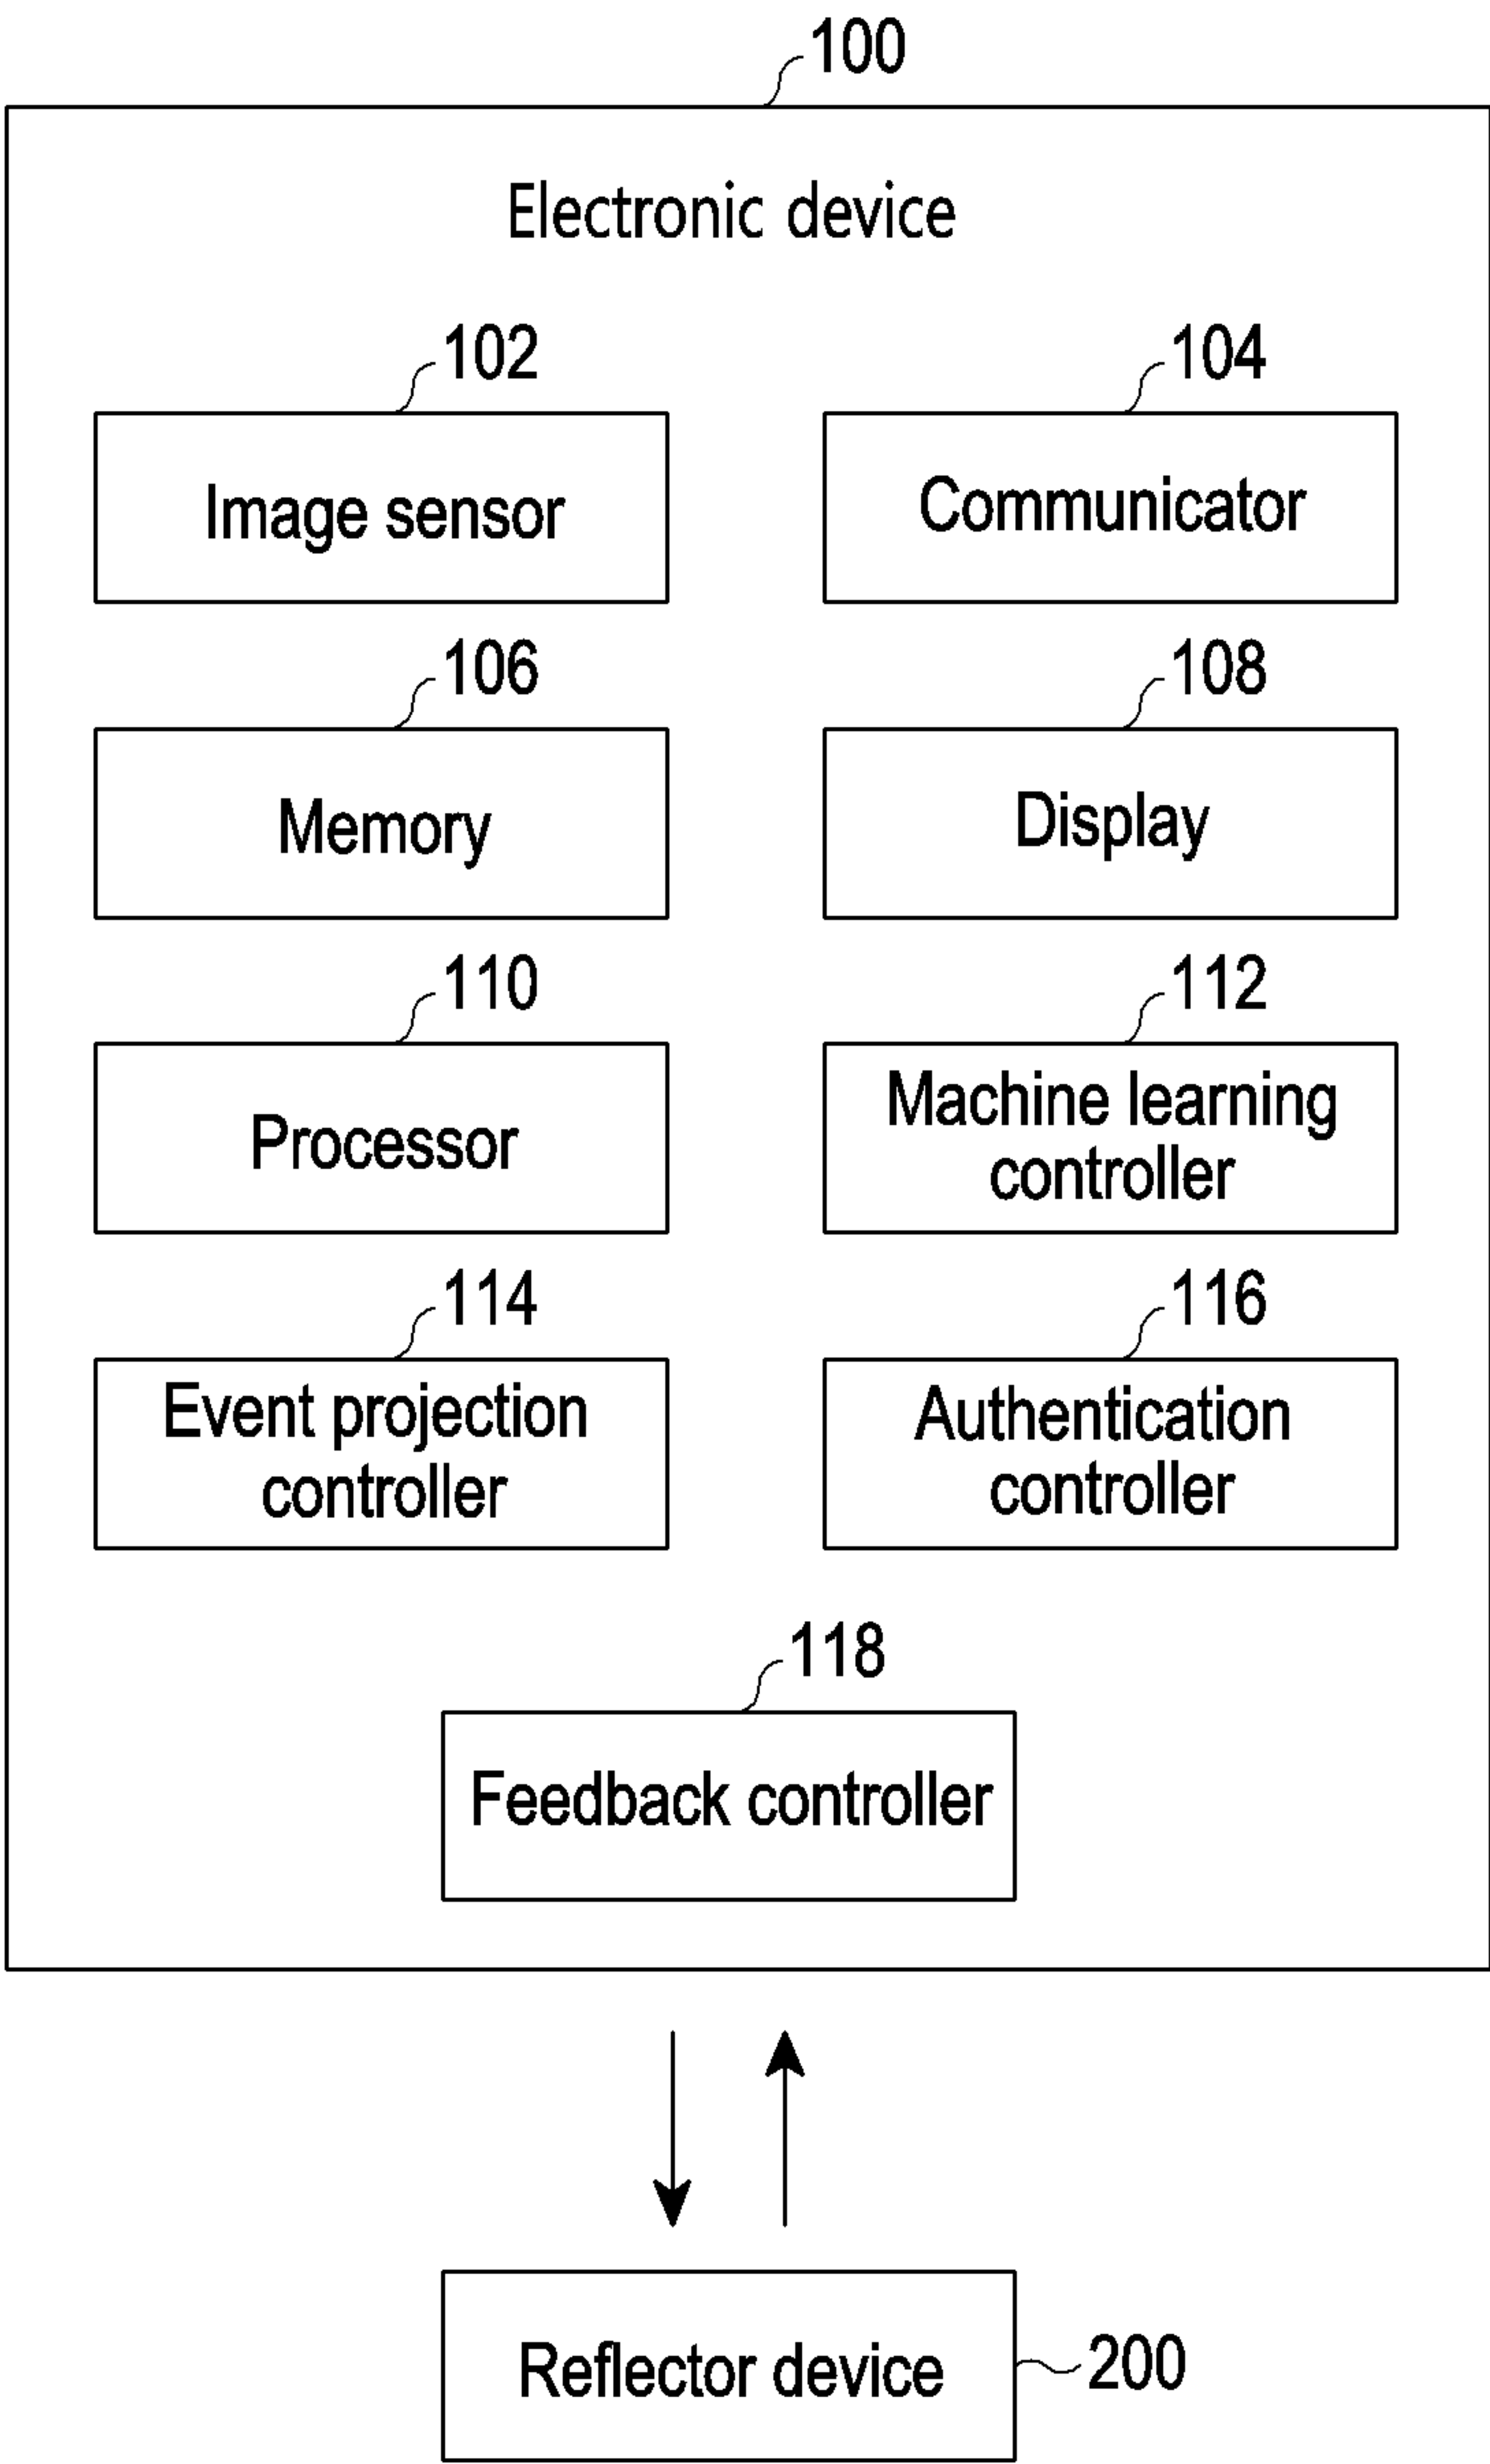 100
Electronic device
102
104
Image sensor
Communicator
106
108
Memory
Display
110
112
Processor
Machine learning
controller
114
116
Event projection
controller
Authentication
controller
118
Feedback controller
Reflector device
200